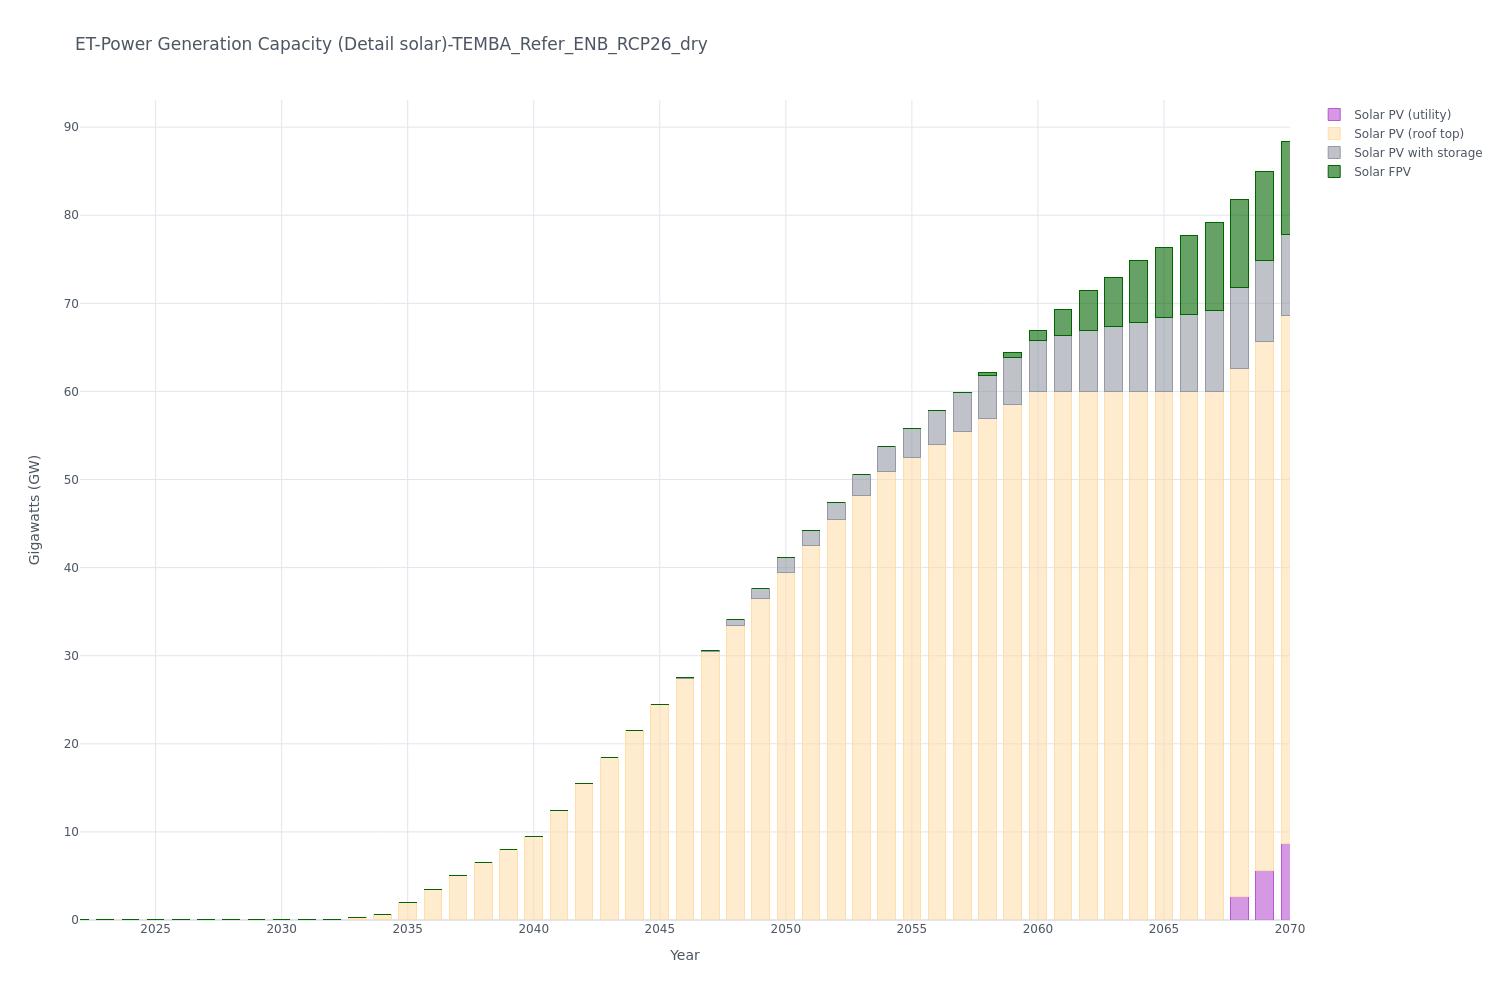 ET-Power Generation Capacity (Detail solar)-TEMBA_Refer_ENB_RCP26_dry
Solar PV (utility)
Solar PV (roof top)
Solar PV with storage
Solar FPV
90
80
70
60
50
40
30
20
10
0
Gigawatts (GW)
2025 2030 2035 2040 2045 2050 2055 2060 2065 2070
Year